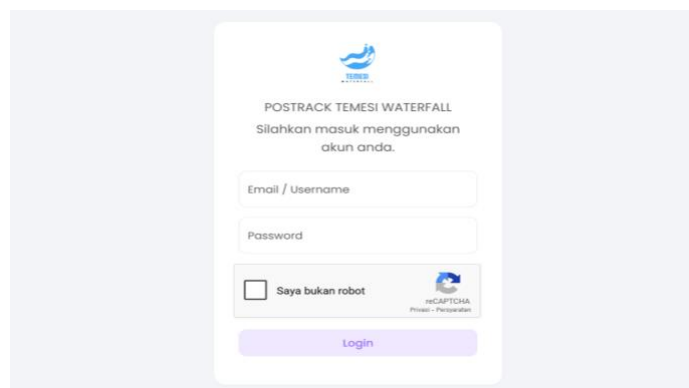 TEMESI
WATERFALL
POSTRACK TEMESI WATERFALL
Silahkan masuk menggunakan
akun anda.
Email / Username
Password
Saya bukan robot
reCAPTCHA
Privasi - Persyaratan
Login